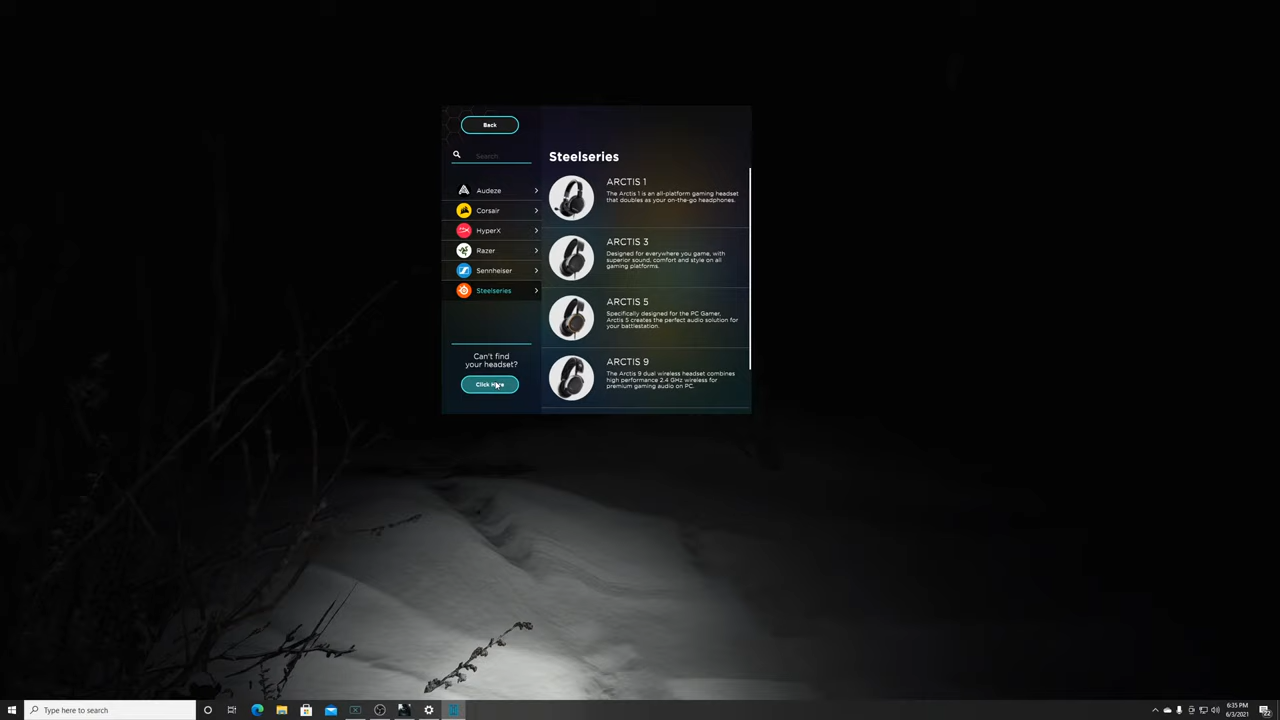 Back
Search
Audeze
Corsair
HyperX
Razer
Sennheiser
Steelseries
Can't find
your headset?
Click Here
Steelseries
ARCTIS 1
The Arctis 1 is an all-platform gaming headset
that doubles as your on-the-go headphones.
ARCTIS 3
Designed for everywhere you game, with
superior sound, comfort and style on all
gaming platforms.
ARCTIS 5
Specifically designed for the PC Gamer,
Arctis 5 creates the perfect audio solution for
your battlestation.
ARCTIS 9
The Arctis 9 dual wireless headset combines
high performance 2.4 GHz wireless for
premium gaming audio on PC.
Type here to search
6:35 PM
6/3/2021